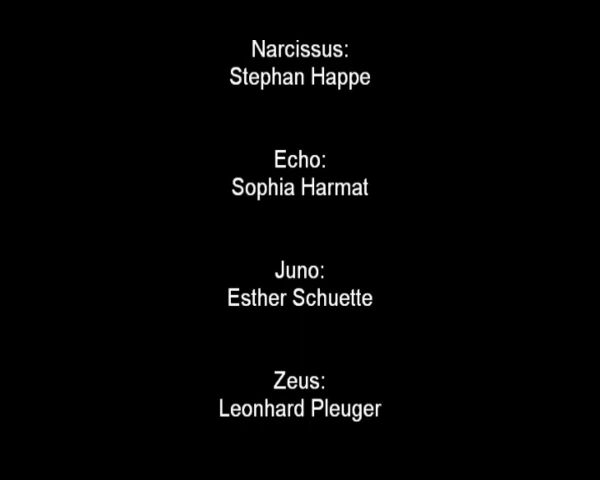 Narcissus:
Stephan Happe
Echo:
Sophia Harmat
Juno:
Esther Schuette
Zeus:
Leonhard Pleuger